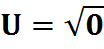 U = √0